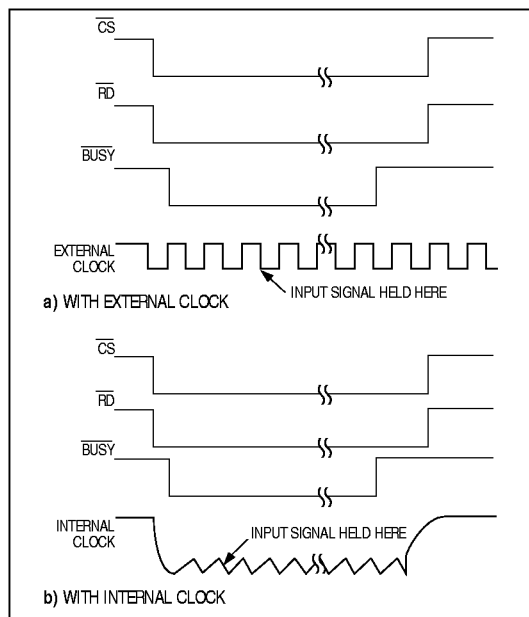 CS
RD
BUSY
EXTERNAL
CLOCK
INPUT SIGNAL HELD HERE
a) WITH EXTERNAL CLOCK
CS
RD
BUSY
INTERNAL
CLOCK
INPUT SIGNAL HELD HERE
b) WITH INTERNAL CLOCK